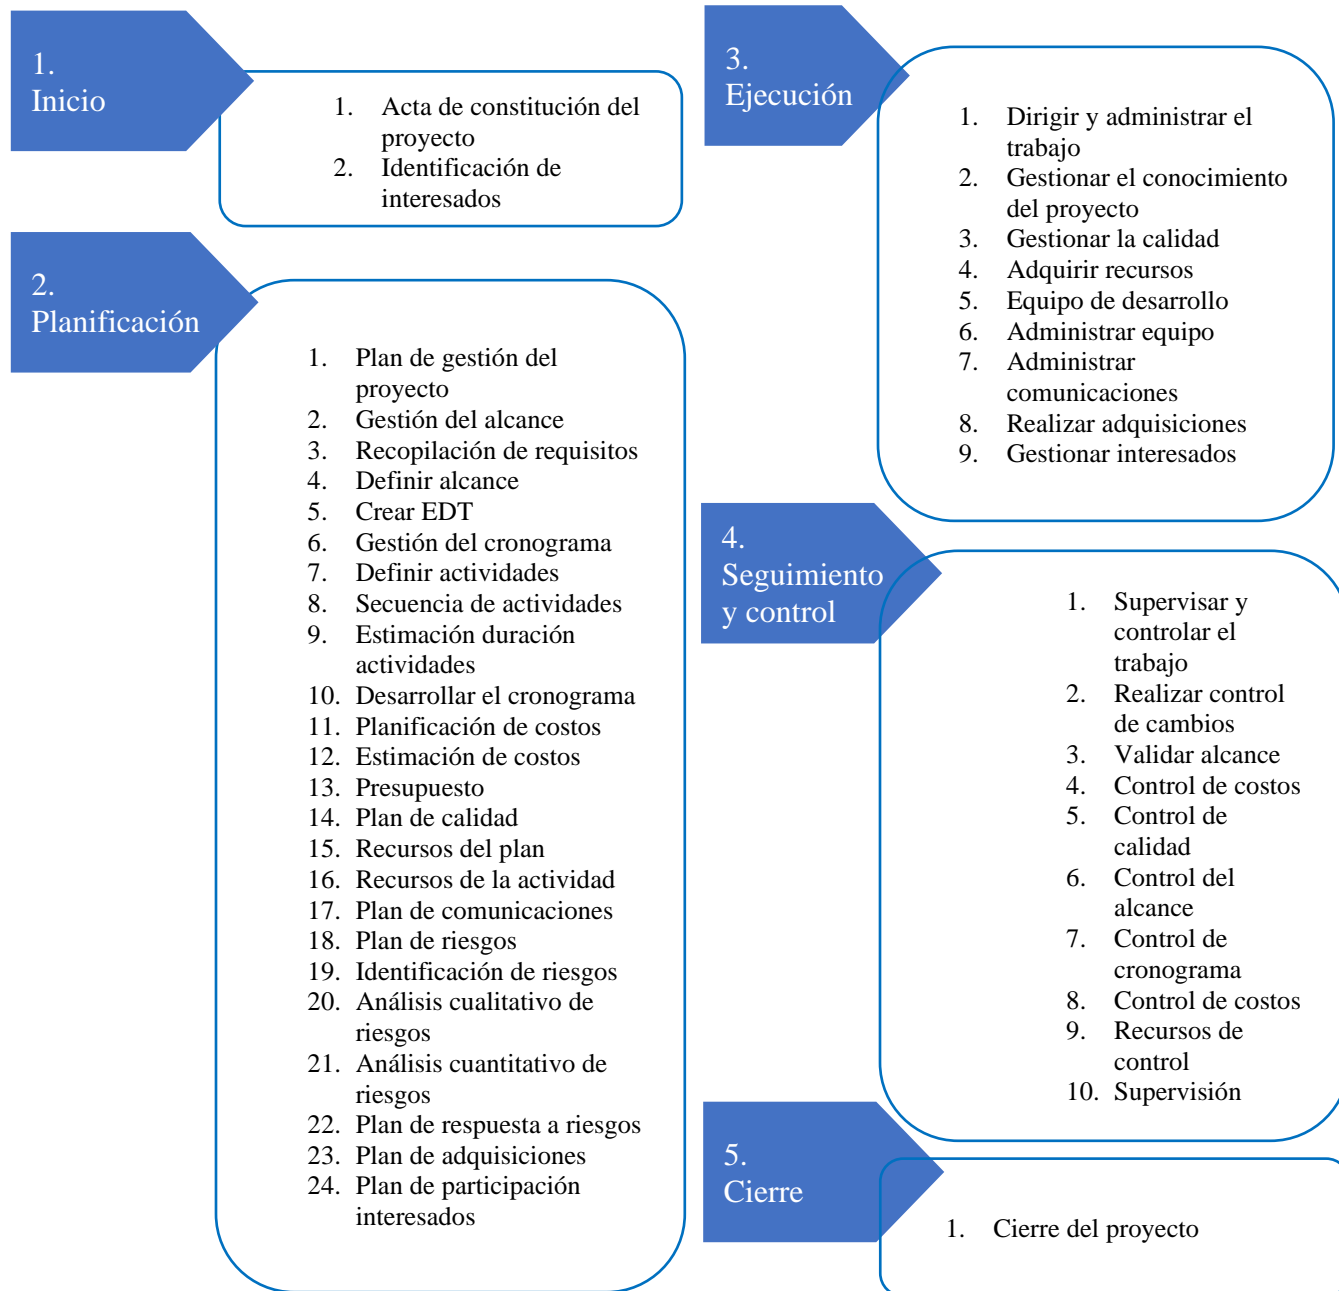 1.
Inicio
1. Acta de constitución del
proyecto
2. Identificación de
interesados
2.
Planificación
1. Plan de gestión del
proyecto
2. Gestión del alcance
3. Recopilación de requisitos
4. Definir alcance
5. Crear EDT
6. Gestión del cronograma
7. Definir actividades
8. Secuencia de actividades
9. Estimación duración
actividades
10. Desarrollar el cronograma
11. Planificación de costos
12. Estimación de costos
13. Presupuesto
14. Plan de calidad
15. Recursos del plan
16. Recursos de la actividad
17. Plan de comunicaciones
18. Plan de riesgos
19. Identificación de riesgos
20. Análisis cualitativo de
riesgos
21. Análisis cuantitativo de
riesgos
22. Plan de respuesta a riesgos
23. Plan de adquisiciones
24. Plan de participación
interesados
3.
Ejecución
1. Dirigir y administrar el
trabajo
2. Gestionar el conocimiento
del proyecto
3. Gestionar la calidad
4. Adquirir recursos
5. Equipo de desarrollo
6. Administrar equipo
7. Administrar
comunicaciones
8. Realizar adquisiciones
9. Gestionar interesados
4.
Seguimiento
y control
1. Supervisar y
controlar el
trabajo
2. Realizar control
de cambios
3. Validar alcance
4. Control de costos
5. Control de
calidad
6. Control del
alcance
7. Control de
cronograma
8. Control de costos
9. Recursos de
control
10. Supervisión
5.
Cierre
1. Cierre del proyecto